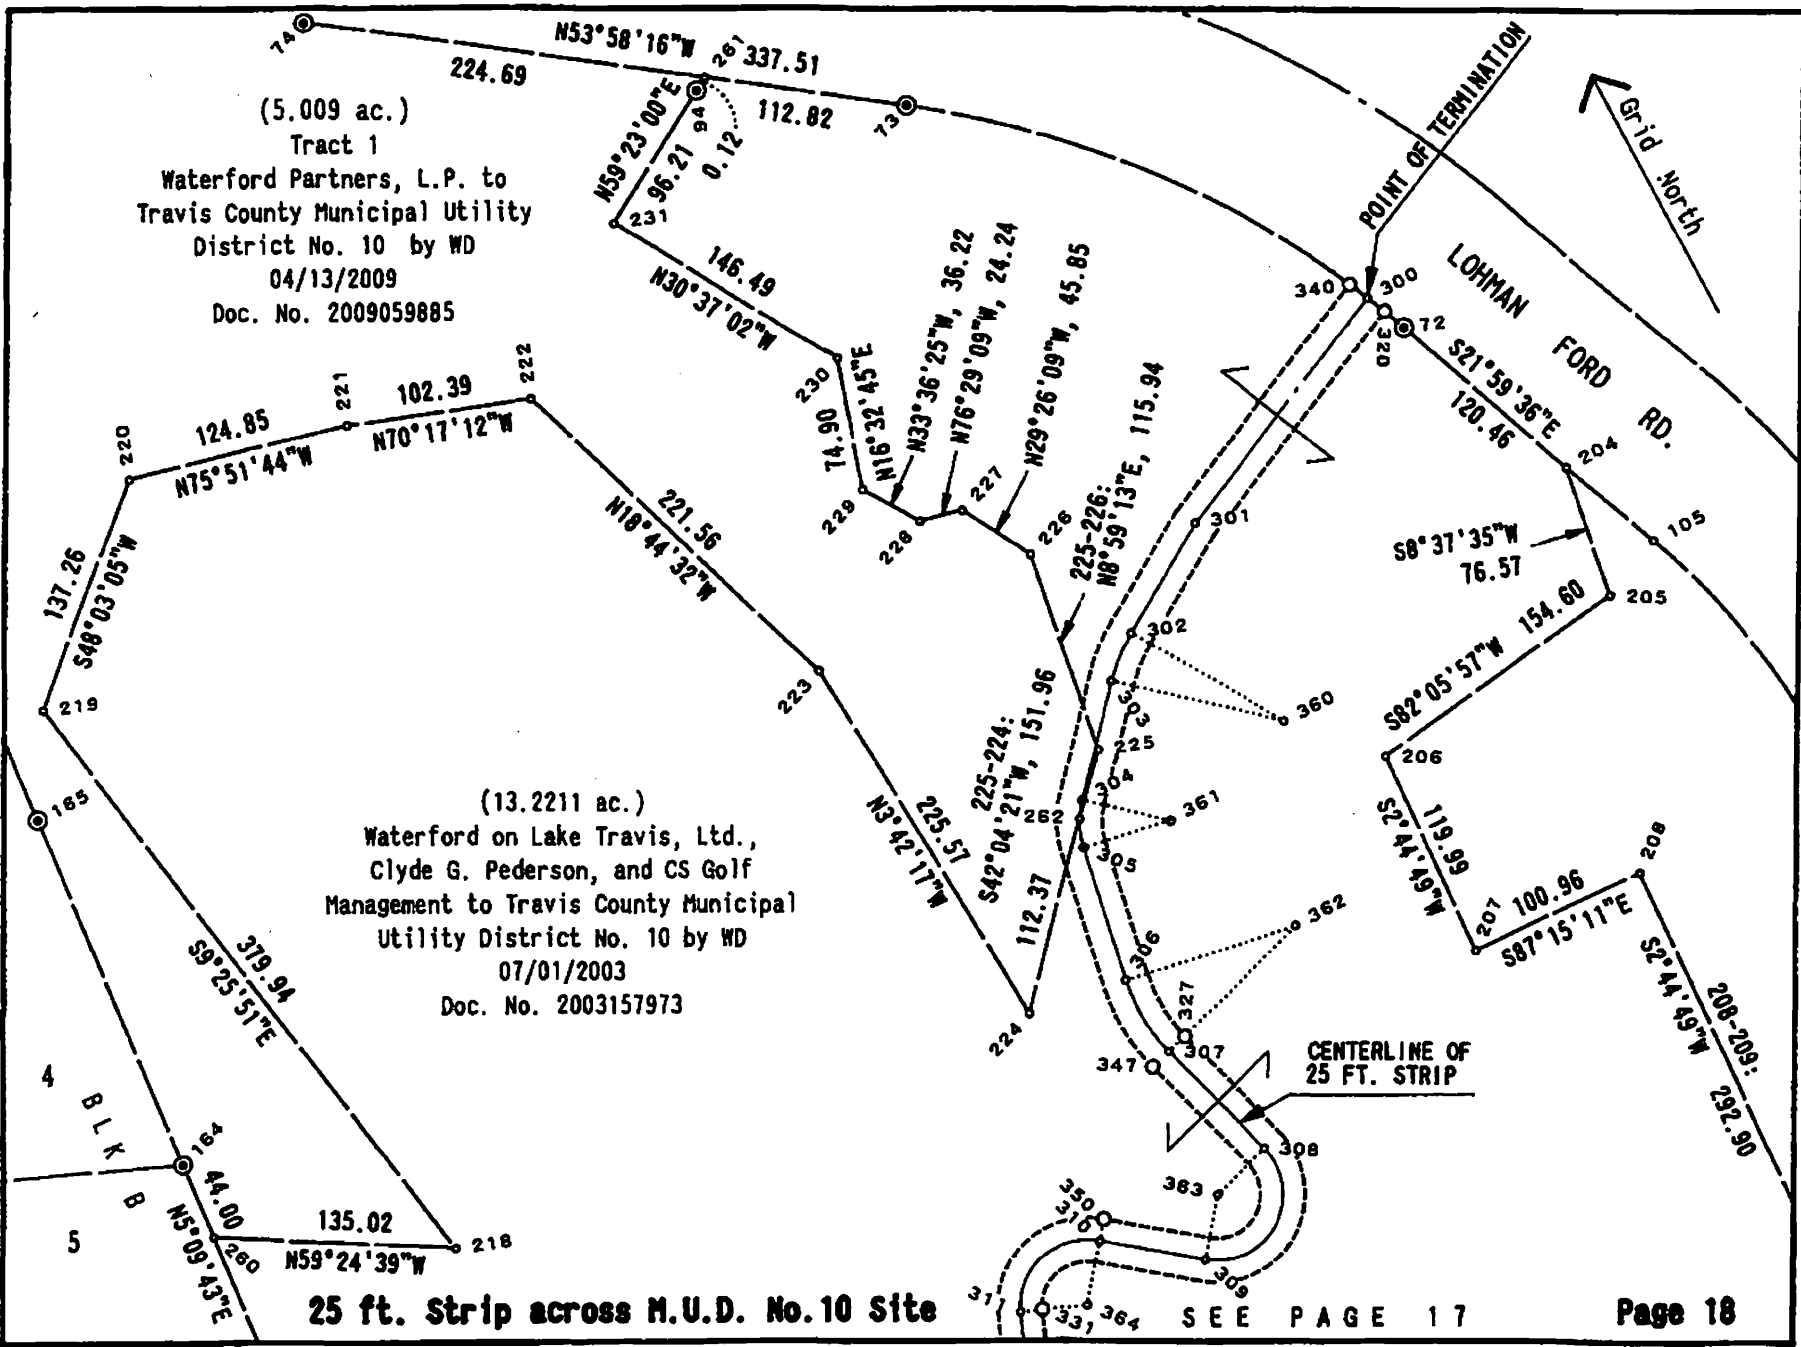 74
N53°58'16"W
261
337.51
224.69
112.82
73
94
0.12
N59°23'00"E
96.21
231
(5.009 ac.)
Tract 1
Waterford Partners, L.P. to
Travis County Municipal Utility
District No. 10 by WD
04/13/2009
Doc. No. 2009059885
146.49
N30°37'02"W
230
74.90
N16°32'45"E
N33°36'25"W, 36.22
N76°29'09"W, 24.24
N29°26'09"W, 45.85
229
228
227
226
225-226:
N8°59'13"E, 115.94
POINT OF TERMINATION
Grid North
LOHMAN FORD RD.
340
300
320
72
S21°59'36"E
120.46
204
105
S8°37'35"W
76.57
205
154.60
S82°05'57"W
206
119.99
S2°44'49"W
207
100.96
S87°15'11"E
208
208-209:
S2°44'49"W
292.90
220
124.85
N75°51'44"W
221
102.39
N70°17'12"W
222
221.56
N18°44'32"W
223
137.26
S48°03'05"W
219
165
225.57
N3°42'17"W
225-224:
S42°04'21"W, 151.96
112.37
224
301
302
303
360
225
304
262
361
305
362
306
327
307
347
CENTERLINE OF
25 FT. STRIP
308
363
350
310
309
311
331
364
(13.2211 ac.)
Waterford on Lake Travis, Ltd.,
Clyde G. Pederson, and CS Golf
Management to Travis County Municipal
Utility District No. 10 by WD
07/01/2003
Doc. No. 2003157973
379.94
S9°25'51"E
4
BLK B
5
164
44.00
N5°09'43"E
260
135.02
N59°24'39"W
218
25 ft. Strip across M.U.D. No.10 Site
SEE PAGE 17
Page 18